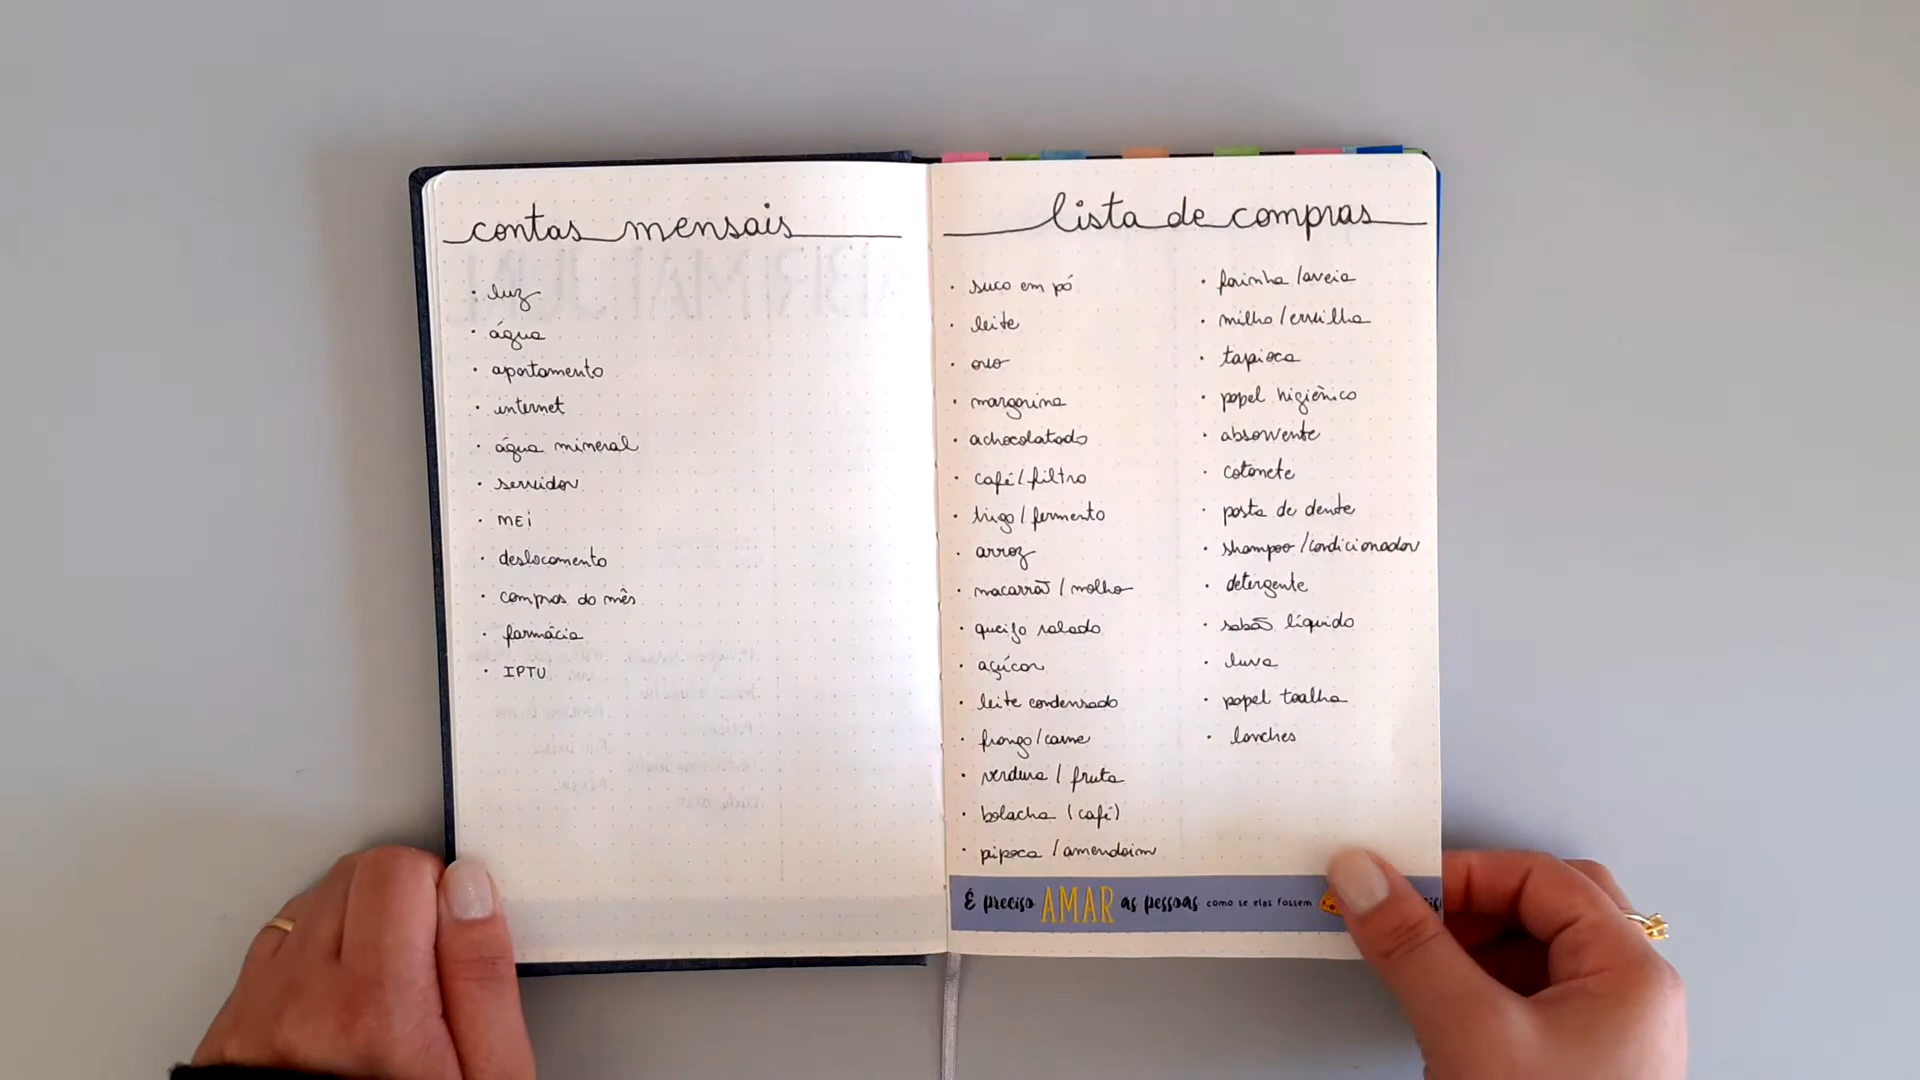 contas mensais
• luz
• água
• apartamento
• internet
• água mineral
• servidor
• MEi
• deslocamento
• compras do mês
• farmácia
• IPTU
lista de compras
• suco em pó
• leite
• ovo
• margarina
• achocolatado
• café/filtro
• trigo/fermento
• arroz
• macarrão / molho
• queijo ralado
• açúcar
• leite condensado
• frango/carne
• verdura / fruta
• bolacha (café)
• pipoca / amendoim
• farinha /aveia
• milho/ervilha
• tapioca
• papel higiênico
• absorvente
• cotonete
• pasta de dente
• shampoo /condicionador
• detergente
• sabão líquido
• luva
• papel toalha
• lanches
É preciso AMAR as pessoas como se elas fossem